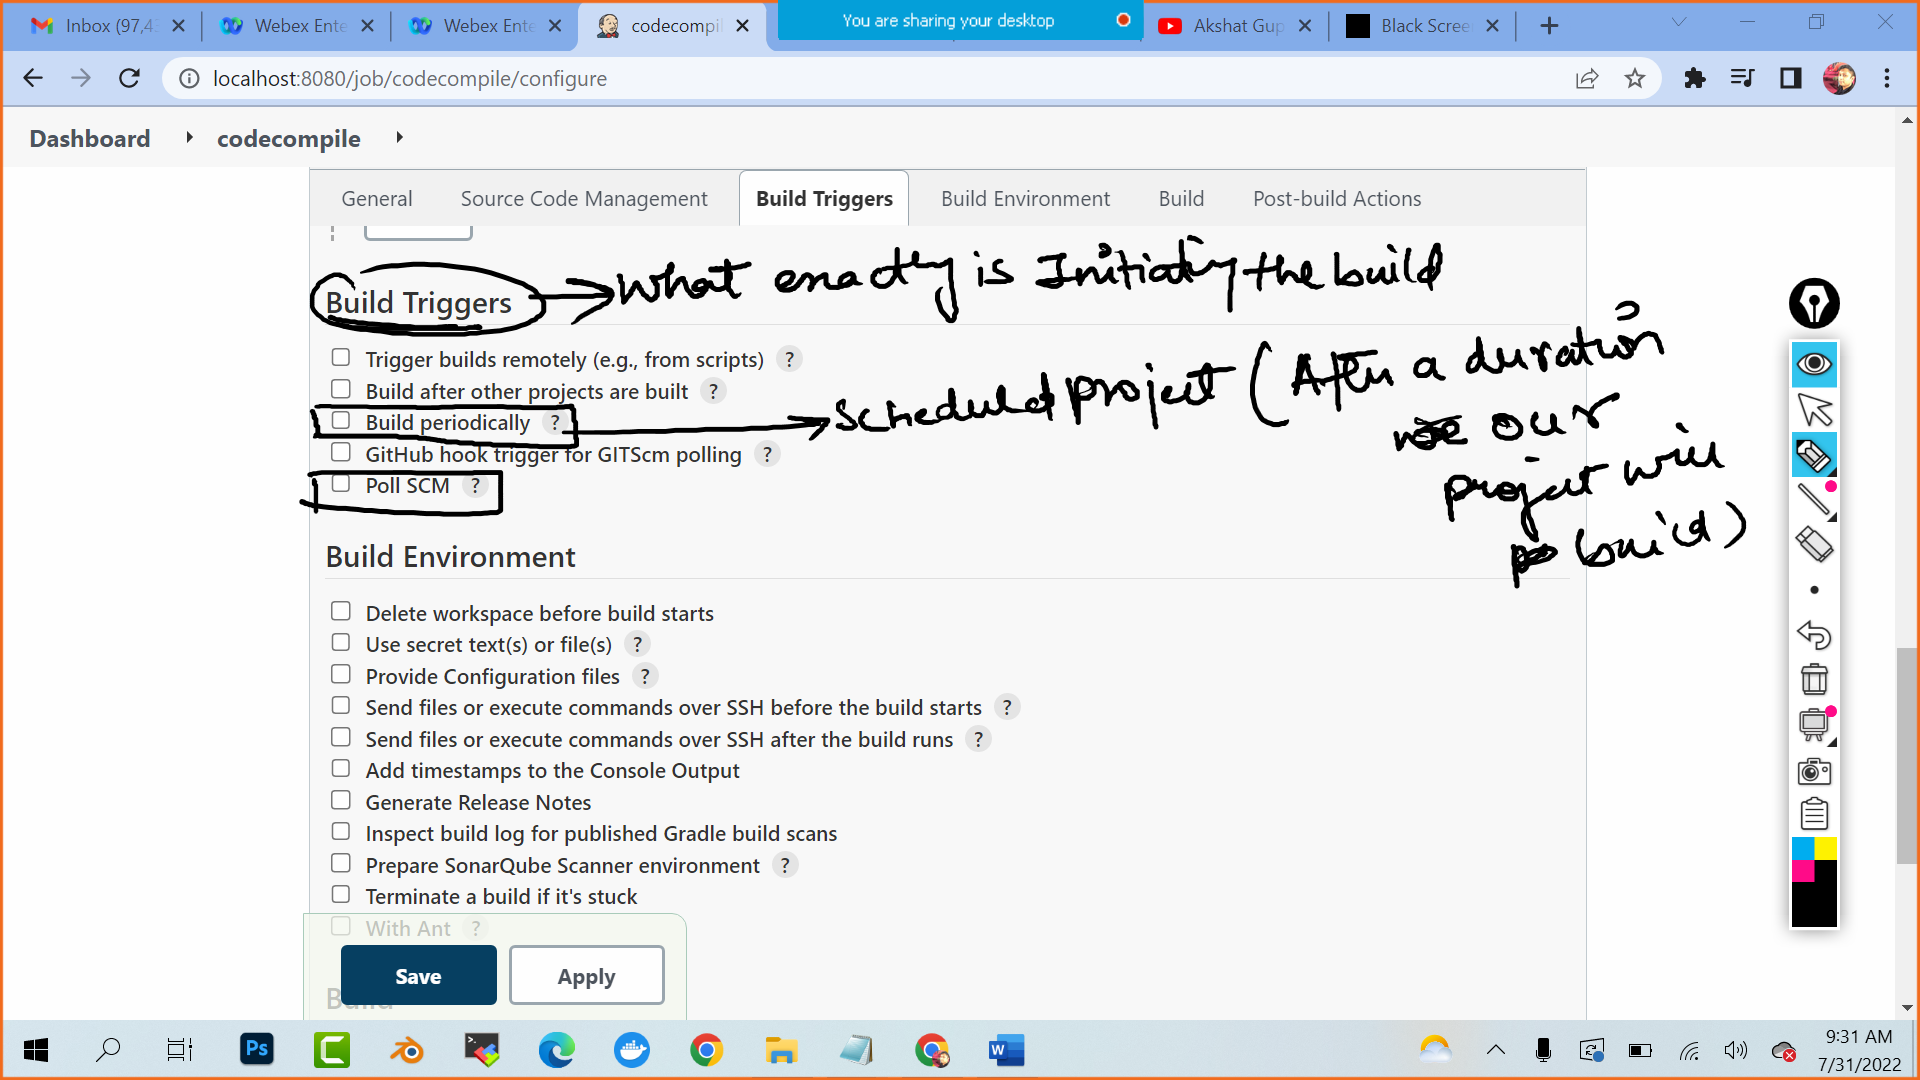 Inbox (97,4
Webex Ente
Webex Ente
codecompil
You are sharing your desktop
Akshat Gup
Black Scree
localhost:8080/job/codecompile/configure
Dashboard
codecompile
General
Source Code Management
Build Triggers
Build Environment
Build
Post-build Actions
What enactly is Initiating the build
Build Triggers
Trigger builds remotely (e.g., from scripts) ?
Build after other projects are built ?
Scheduled project (After a duration
Build periodically ?
our
GitHub hook trigger for GITScm polling ?
project will
Poll SCM ?
build)
Build Environment
Delete workspace before build starts
Use secret text(s) or file(s) ?
Provide Configuration files ?
Send files or execute commands over SSH before the build starts ?
Send files or execute commands over SSH after the build runs ?
Add timestamps to the Console Output
Generate Release Notes
Inspect build log for published Gradle build scans
Prepare SonarQube Scanner environment ?
Terminate a build if it's stuck
With Ant ?
Save
Apply
Build
Ps
9:31 AM
7/31/2022